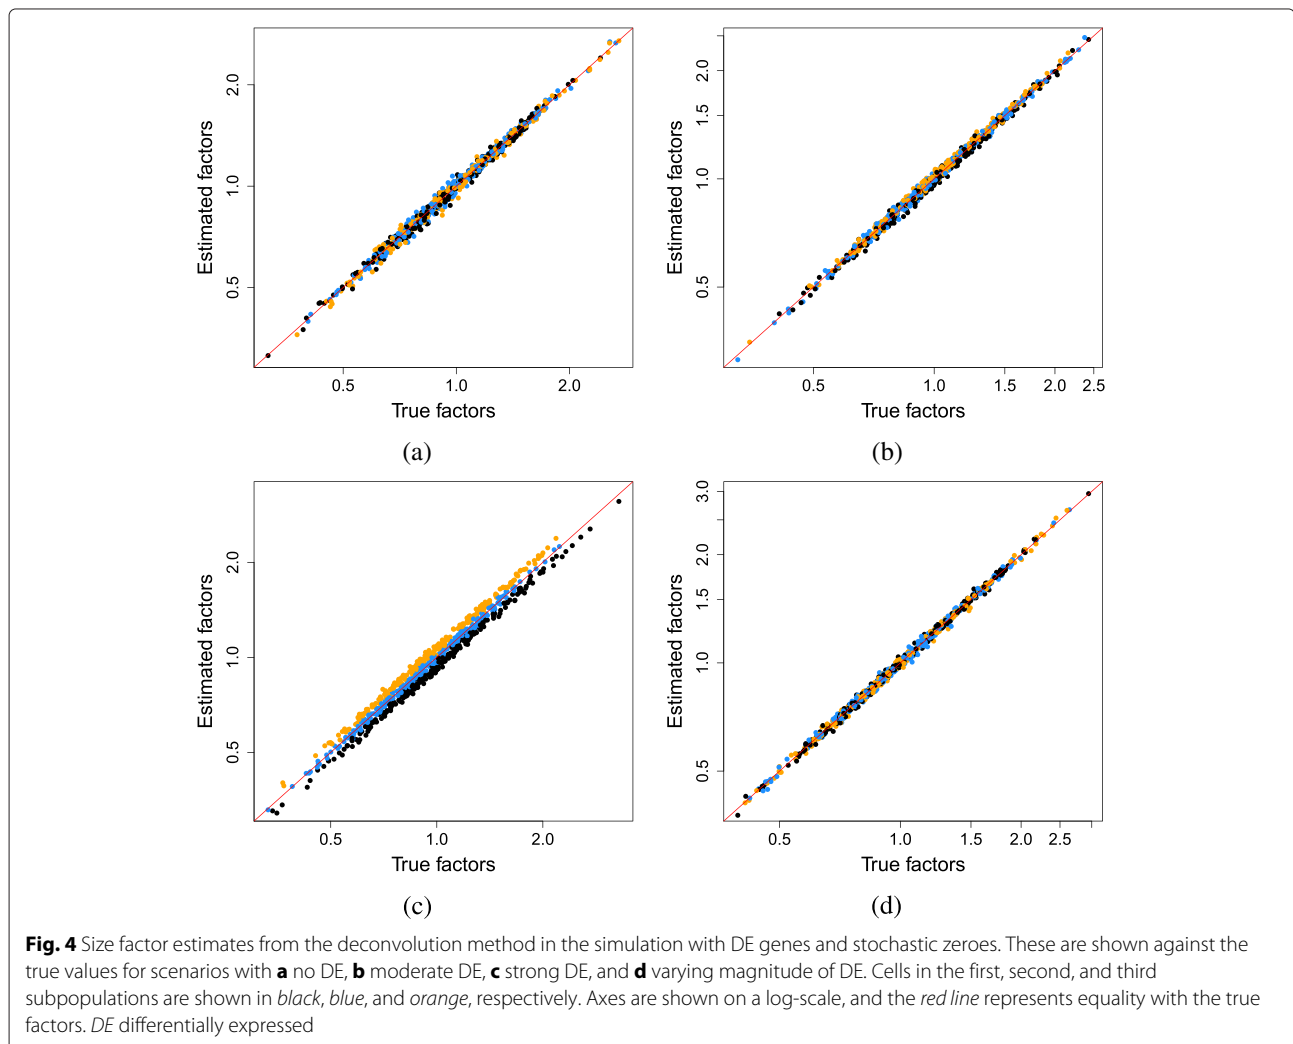 2.0
1.0
0.5
Estimated factors
0.5 1.0 2.0
True factors
(a)
2.0
1.5
1.0
0.5
Estimated factors
0.5 1.0 1.5 2.0 2.5
True factors
(b)
2.0
1.0
0.5
Estimated factors
0.5 1.0 2.0
True factors
(c)
3.0
2.0
1.5
1.0
0.5
Estimated factors
0.5 1.0 1.5 2.0 2.5
True factors
(d)
Fig. 4 Size factor estimates from the deconvolution method in the simulation with DE genes and stochastic zeroes. These are shown against the
true values for scenarios with a no DE, b moderate DE, c strong DE, and d varying magnitude of DE. Cells in the first, second, and third
subpopulations are shown in black, blue, and orange, respectively. Axes are shown on a log-scale, and the red line represents equality with the true
factors. DE differentially expressed